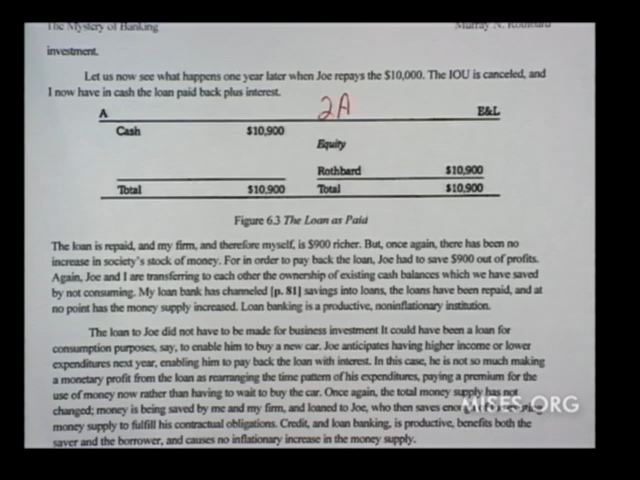 The Mystery of Banking Murray N. Rothbard
investment.
Let us now see what happens one year later when Joe repays the $10,000. The IOU is canceled, and
I now have in cash the loan paid back plus interest.
2A
A E&L
Cash $10,900
Equity
Rothbard $10,900
Total $10,900 Total $10,900
Figure 6.3 The Loan as Paid
The loan is repaid, and my firm, and therefore myself, is $900 richer. But, once again, there has been no
increase in society's stock of money. For in order to pay back the loan, Joe had to save $900 out of profits.
Again, Joe and I are transferring to each other the ownership of existing cash balances which we have saved
by not consuming. My loan bank has channeled [p. 81] savings into loans, the loans have been repaid, and at
no point has the money supply increased. Loan banking is a productive, noninflationary institution.
The loan to Joe did not have to be made for business investment It could have been a loan for
consumption purposes, say, to enable him to buy a new car. Joe anticipates having higher income or lower
expenditures next year, enabling him to pay back the loan with interest. In this case, he is not so much making
a monetary profit from the loan as rearranging the time pattern of his expenditures, paying a premium for the
use of money now rather than having to wait to buy the car. Once again, the total money supply has not
changed; money is being saved by me and my firm, and loaned to Joe, who then saves
money supply to fulfill his contractual obligations. Credit, and loan banking, is productive, benefits both the
saver and the borrower, and causes no inflationary increase in the money supply.
MISES.ORG